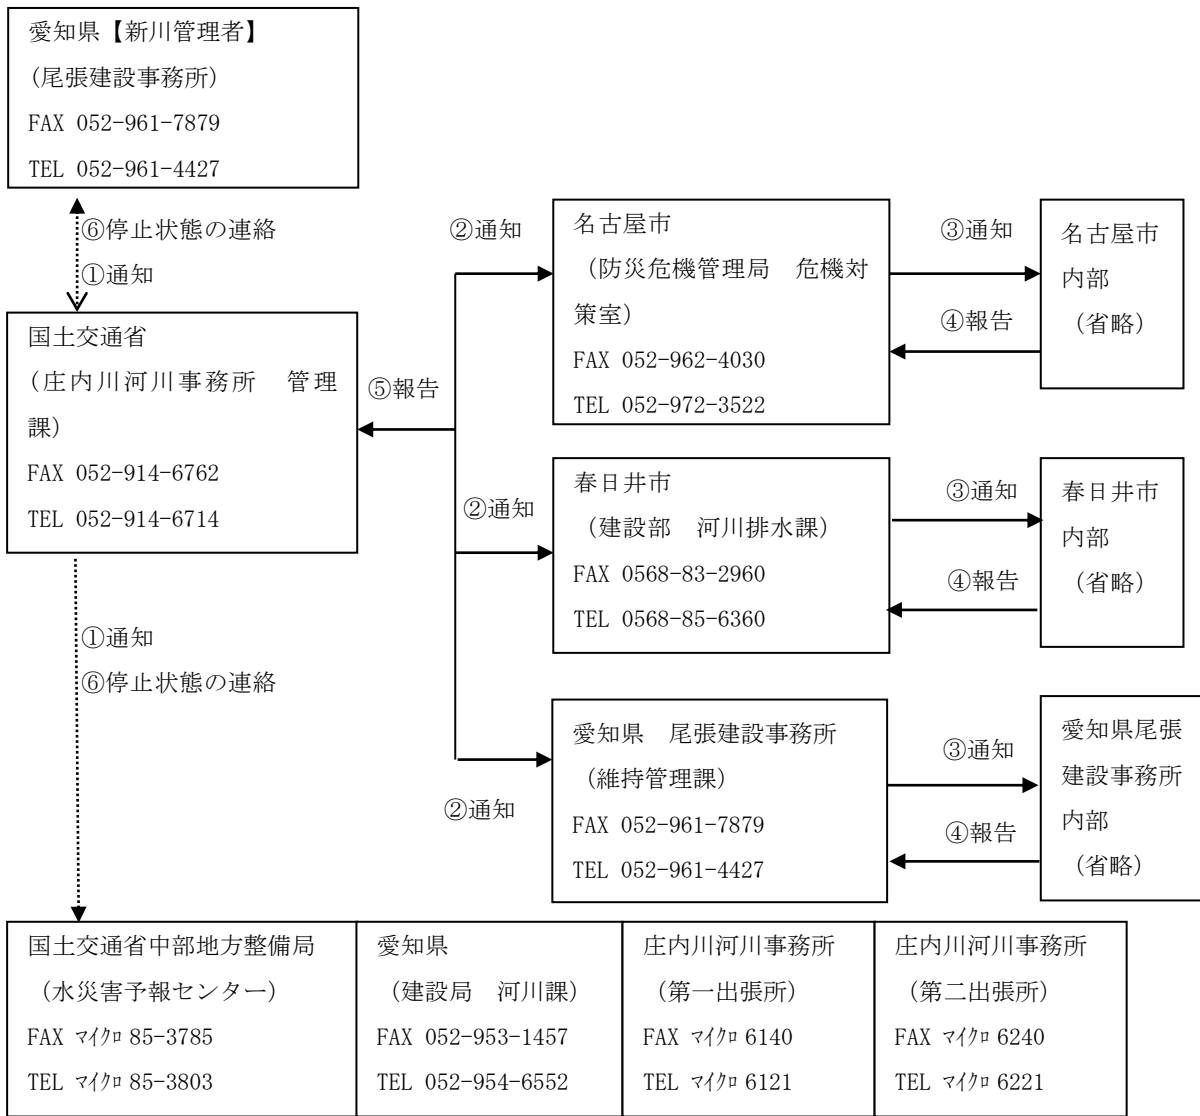 愛知県【新川管理者】
（尾張建設事務所）
FAX 052-961-7879
TEL 052-961-4427
⑥停止状態の連絡
①通知
国土交通省
（庄内川河川事務所　管理
課）
FAX 052-914-6762
TEL 052-914-6714
⑤報告
②通知
名古屋市
（防災危機管理局　危機対
策室）
FAX 052-962-4030
TEL 052-972-3522
③通知
④報告
名古屋市
内部
（省略）
②通知
春日井市
（建設部　河川排水課）
FAX 0568-83-2960
TEL 0568-85-6360
③通知
④報告
春日井市
内部
（省略）
②通知
愛知県　尾張建設事務所
（維持管理課）
FAX 052-961-7879
TEL 052-961-4427
③通知
④報告
愛知県尾張
建設事務所
内部
（省略）
①通知
⑥停止状態の連絡
国土交通省中部地方整備局
（水災害予報センター）
FAX ﾏｲｸﾛ 85-3785
TEL ﾏｲｸﾛ 85-3803
愛知県
（建設局　河川課）
FAX 052-953-1457
TEL 052-954-6552
庄内川河川事務所
（第一出張所）
FAX ﾏｲｸﾛ 6140
TEL ﾏｲｸﾛ 6121
庄内川河川事務所
（第二出張所）
FAX ﾏｲｸﾛ 6240
TEL ﾏｲｸﾛ 6221